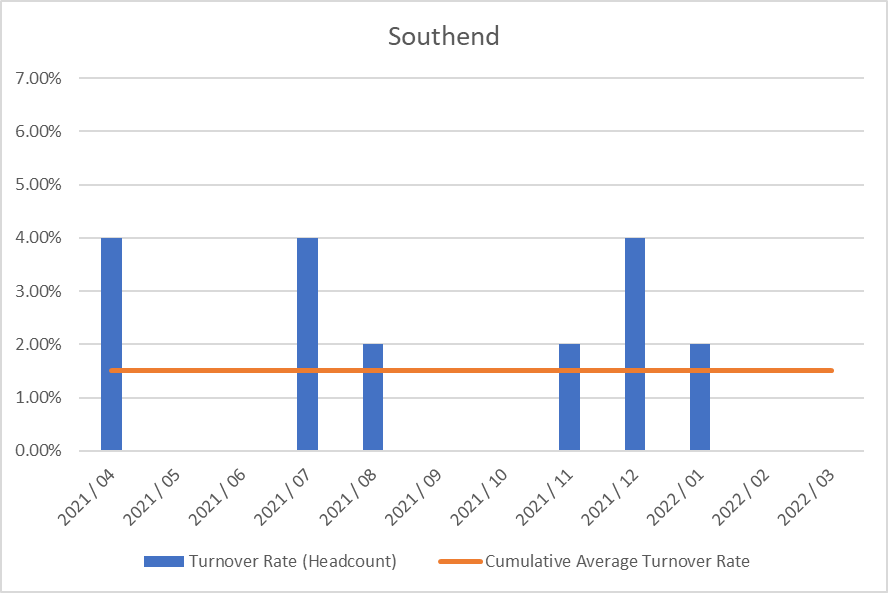 Southend
7.00%
6.00%
5.00%
4.00%
3.00%
2.00%
1.00%
0.00%
2021 / 04
2021 / 05
2021 / 06
2021 / 07
2021 / 08
2021 / 09
2021 / 10
2021 / 11
2021 / 12
2022 / 01
2022 / 02
2022 / 03
Turnover Rate (Headcount)
Cumulative Average Turnover Rate